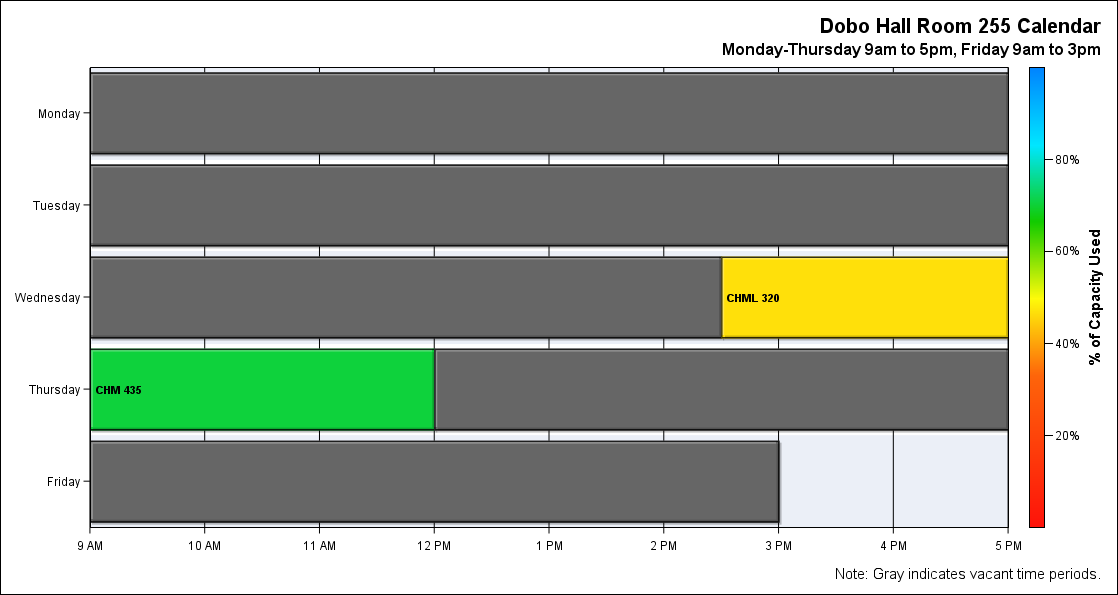 Dobo Hall Room 255 Calendar
Monday-Thursday 9am to 5pm, Friday 9am to 3pm
Monday
Tuesday
Wednesday
CHML 320
Thursday
CHM 435
Friday
9 AM 10 AM 11 AM 12 PM 1 PM 2 PM 3 PM 4 PM 5 PM
80%
60%
40%
20%
% of Capacity Used
Note: Gray indicates vacant time periods.